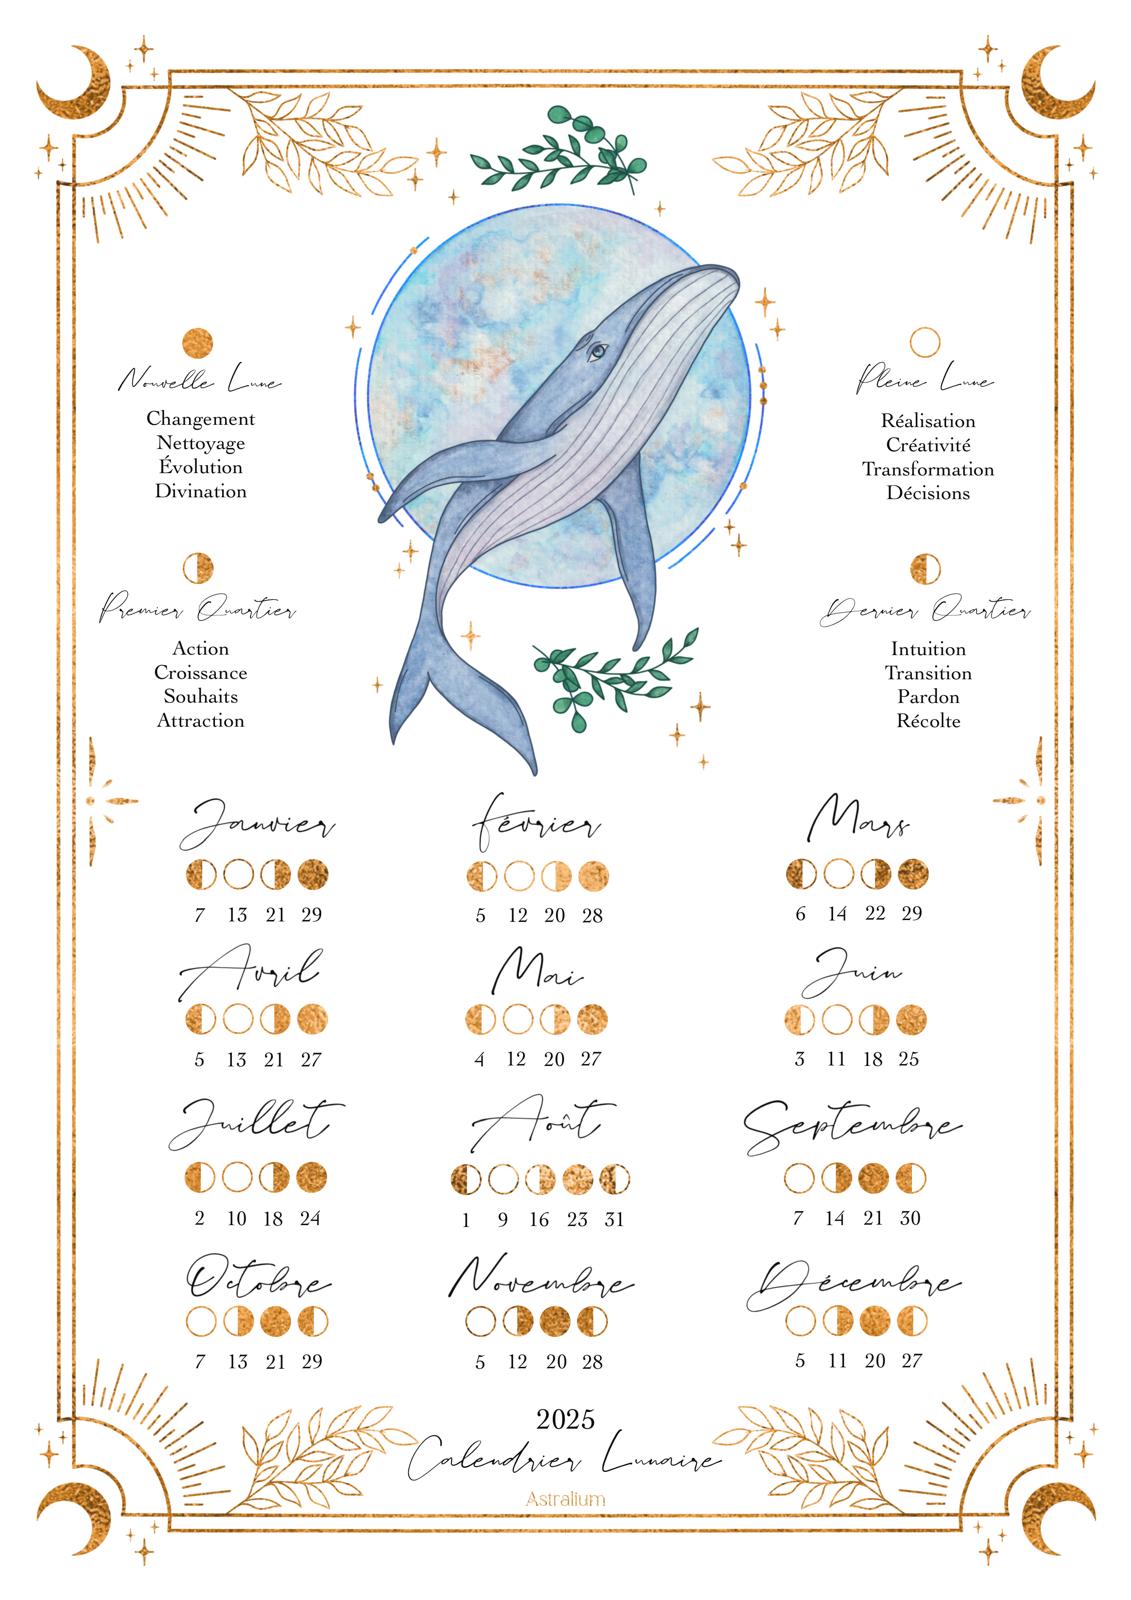 Nouvelle Lune
Changement
Nettoyage
Évolution
Divination
Pleine Lune
Réalisation
Créativité
Transformation
Décisions
Premier Quartier
Action
Croissance
Souhaits
Attraction
Dernier Quartier
Intuition
Transition
Pardon
Récolte
Janvier
7 13 21 29
février
5 12 20 28
Mars
6 14 22 29
Avril
5 13 21 27
Mai
4 12 20 27
Juin
3 11 18 25
Juillet
2 10 18 24
Août
1 9 16 23 31
Septembre
7 14 21 30
Octobre
7 13 21 29
Novembre
5 12 20 28
Décembre
5 11 20 27
2025
Calendrier Lunaire
Astralium